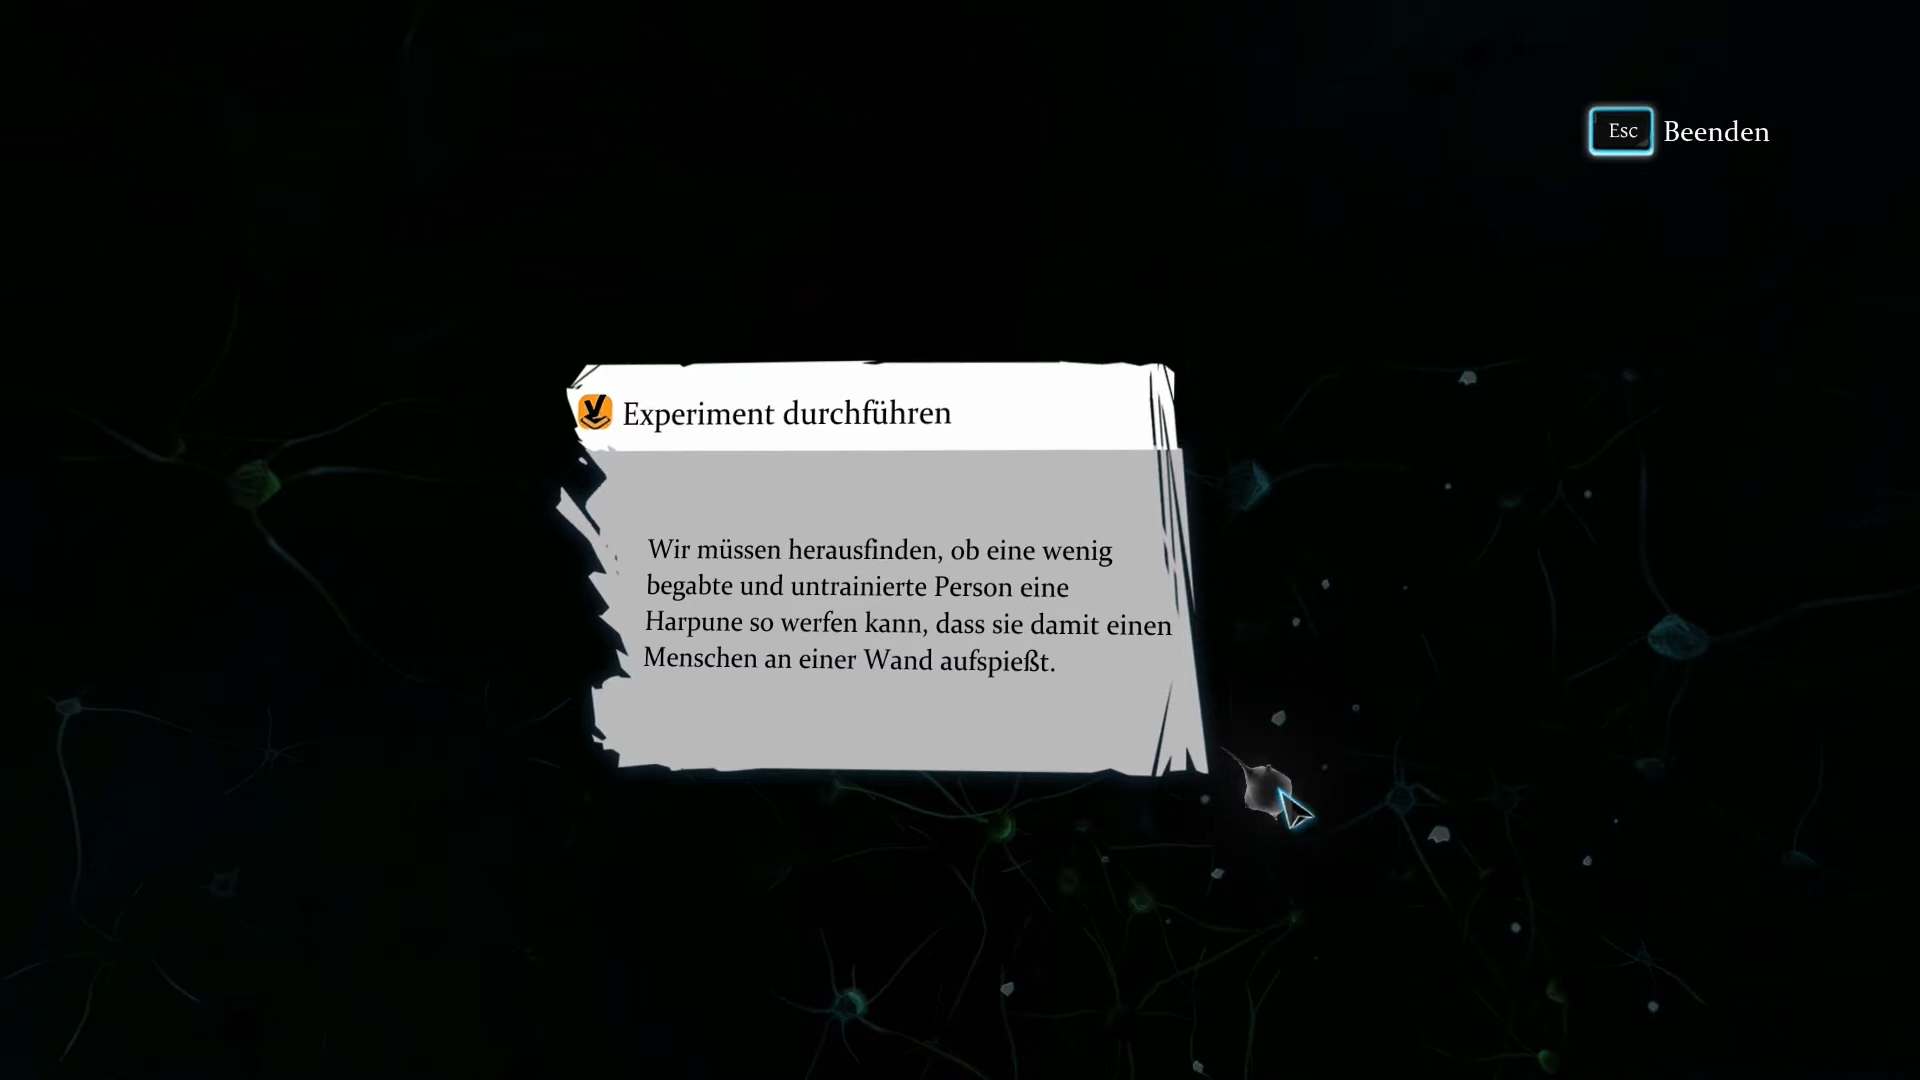 Esc Beenden
Experiment durchführen
Wir müssen herausfinden, ob eine wenig
begabte und untrainierte Person eine
Harpune so werfen kann, dass sie damit einen
Menschen an einer Wand aufspießt.